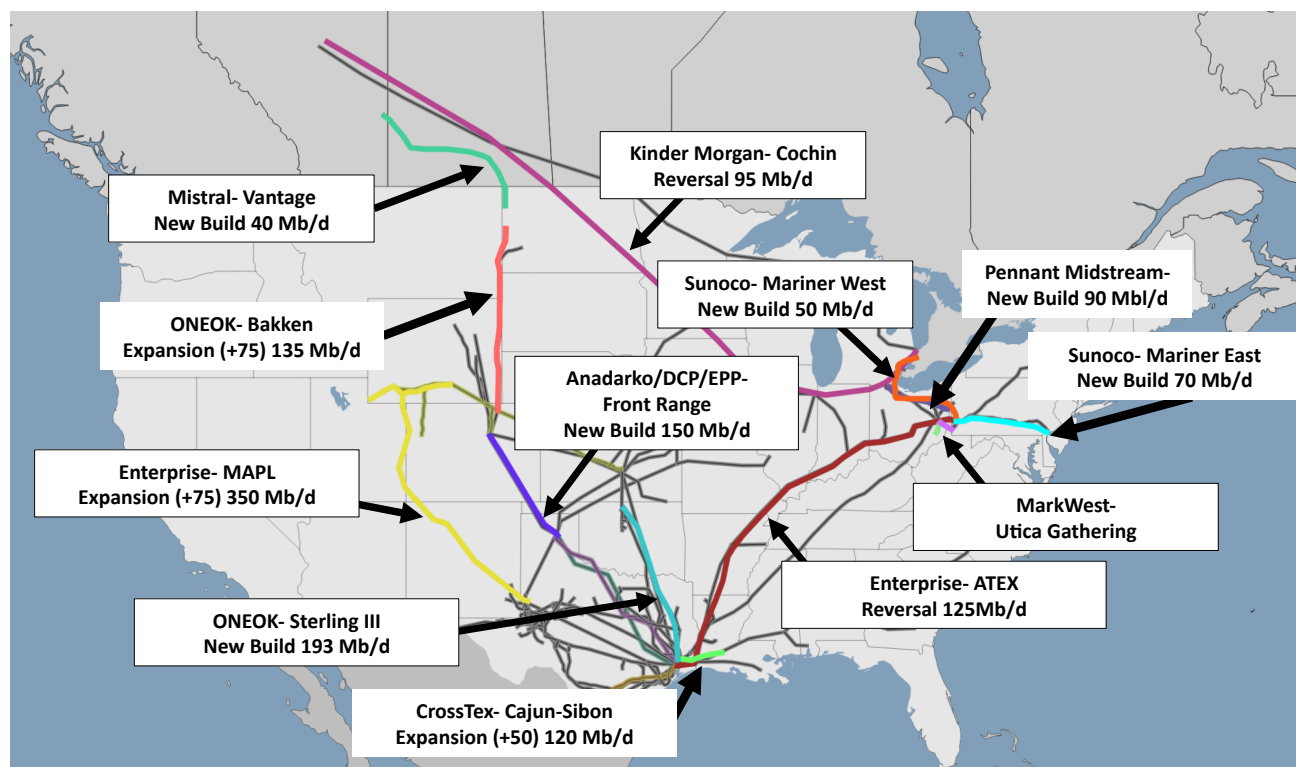 Kinder Morgan- Cochin
Reversal 95 Mb/d
Mistral- Vantage
New Build 40 Mb/d
Pennant Midstream-
New Build 90 Mbl/d
Sunoco- Mariner West
New Build 50 Mb/d
ONEOK- Bakken
Expansion (+75) 135 Mb/d
Sunoco- Mariner East
New Build 70 Mb/d
Anadarko/DCP/EPP-
Front Range
New Build 150 Mb/d
Enterprise- MAPL
Expansion (+75) 350 Mb/d
MarkWest-
Utica Gathering
Enterprise- ATEX
Reversal 125Mb/d
ONEOK- Sterling III
New Build 193 Mb/d
CrossTex- Cajun-Sibon
Expansion (+50) 120 Mb/d